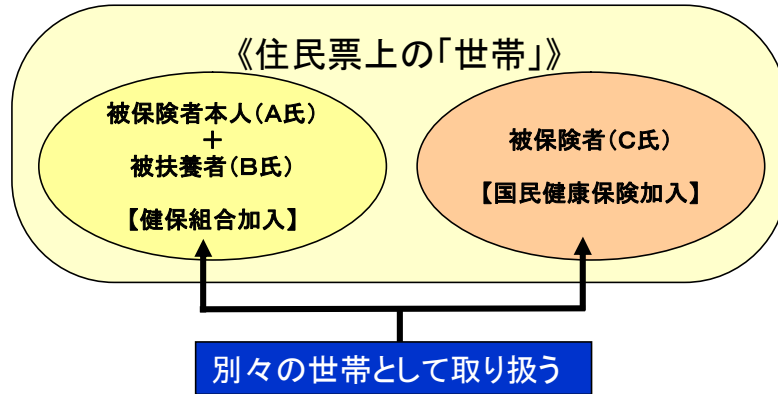 《住民票上の「世帯」》
被保険者本人(A氏)
+
被扶養者(B氏)
【健保組合加入】
被保険者(C氏)
【国民健康保険加入】
別々の世帯として取り扱う